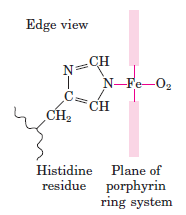 Edge view
CH
N
N—Fe—O₂
C
CH
CH₂
Histidine
residue
Plane of
porphyrin
ring system